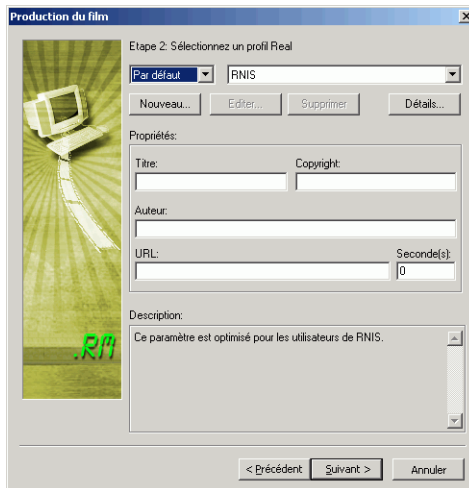 Production du film
Etape 2: Sélectionnez un profil Real
Par défaut RNIS
Nouveau... Editer... Supprimer Détails...
Propriétés:
Titre: Copyright:
Auteur:
URL: Seconde(s):
0
Description:
Ce paramètre est optimisé pour les utilisateurs de RNIS.
.RM
< Précédent Suivant > Annuler